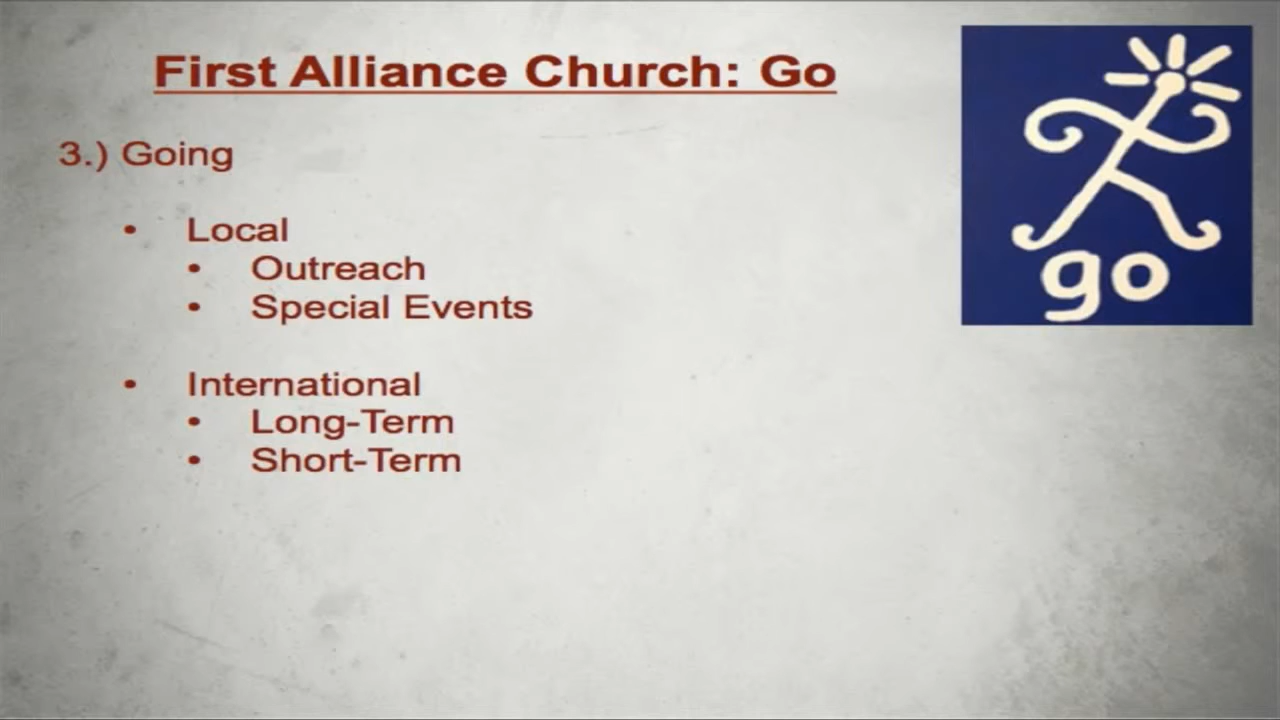 First Alliance Church: Go
3.) Going
• Local
• Outreach
• Special Events
• International
• Long-Term
• Short-Term
go